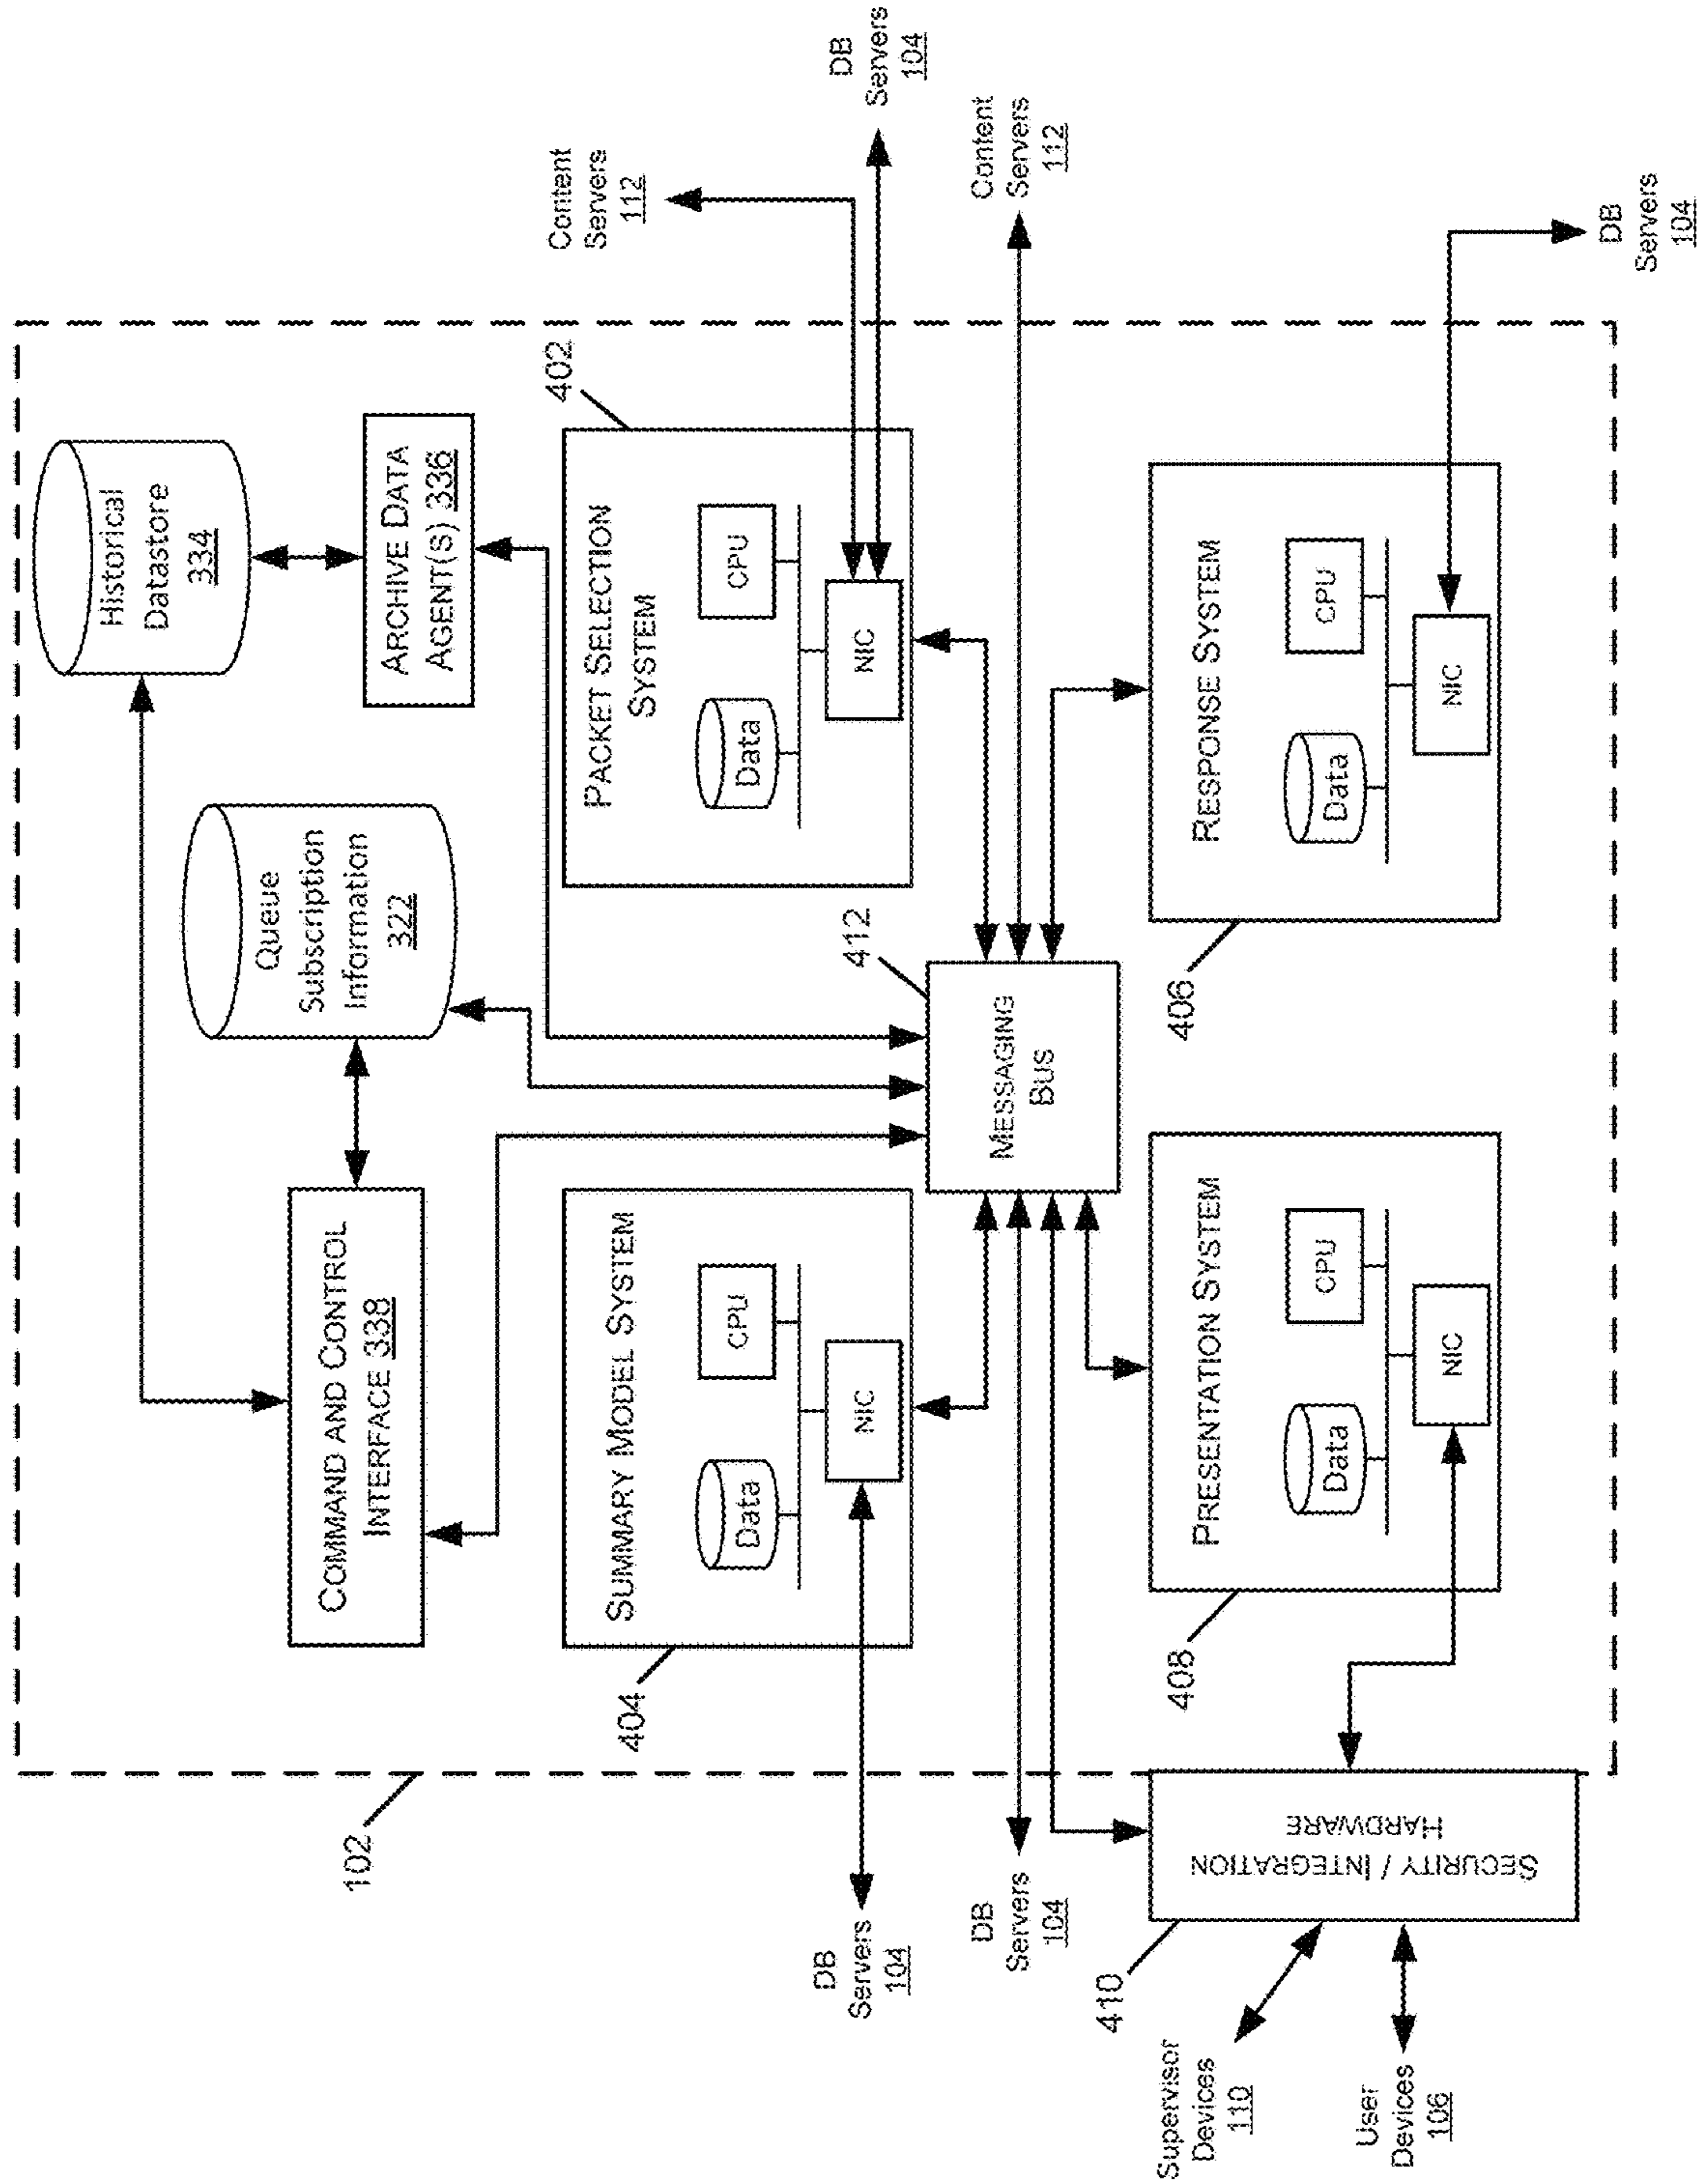 102
COMMAND AND CONTROL
INTERFACE 338
Queue
Subscription
Information
322
Historical
Datastore
334
ARCHIVE DATA
AGENT(S) 336
404
SUMMARY MODEL SYSTEM
Data
CPU
NIC
DB
Servers
104
402
PACKET SELECTION
SYSTEM
Data
CPU
NIC
Content
Servers
112
DB
Servers
104
412
MESSAGING
BUS
DB
Servers
104
Content
Servers
112
410
SECURITY / INTEGRATION
HARDWARE
Supervisor
Devices
110
User
Devices
106
408
PRESENTATION SYSTEM
Data
CPU
NIC
406
RESPONSE SYSTEM
Data
CPU
NIC
DB
Servers
104